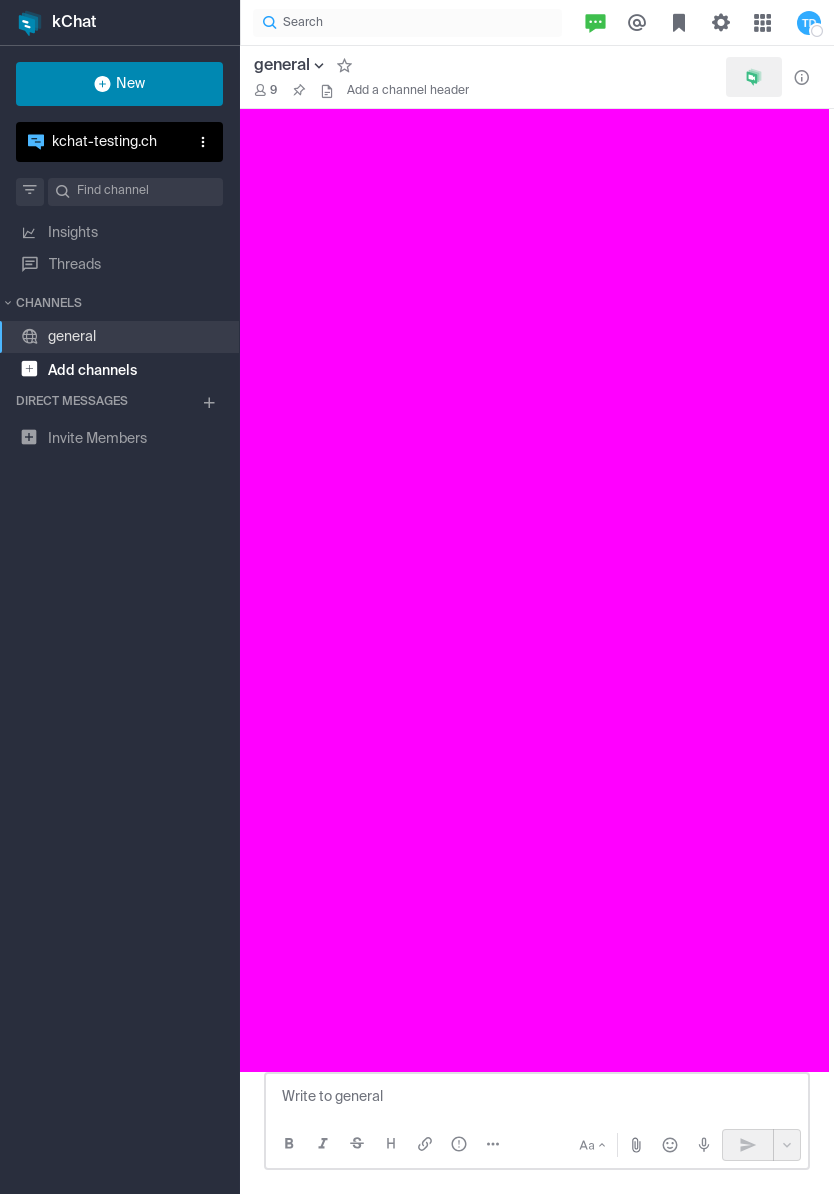 kChat
Search
TD
New
general
9
Add a channel header
kchat-testing.ch
Find channel
Insights
Threads
CHANNELS
general
Add channels
DIRECT MESSAGES
Invite Members
Write to general
B I S H
Aa